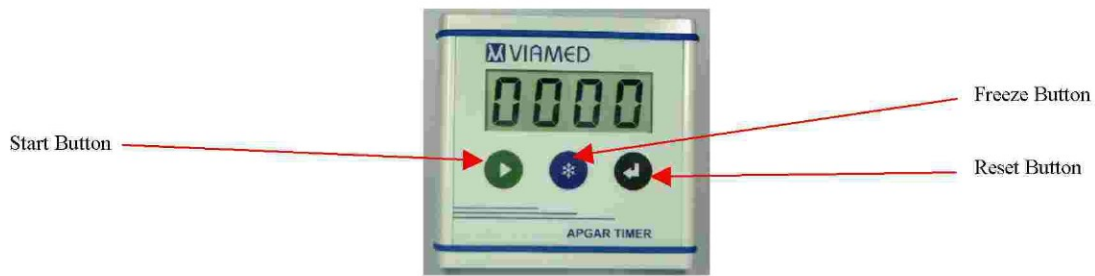 VIAMED
0000
Freeze Button
Start Button
Reset Button
APGAR TIMER